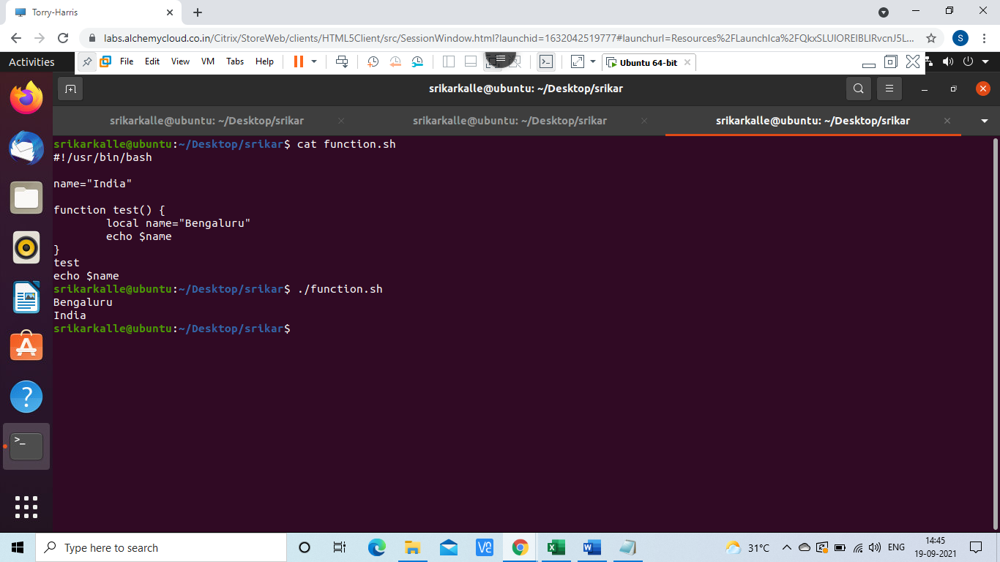 Torry-Harris
labs.alchemycloud.co.in/Citrix/StoreWeb/clients/HTML5Client/src/SessionWindow.html?launchid=1632042519777#launchurl=Resources%2FLaunchIca%2F
S
Activities
File Edit View VM Tabs Help
Ubuntu 64-bit
srikarkalle@ubuntu: ~/Desktop/srikar
srikarkalle@ubuntu: ~/Desktop/srikar
srikarkalle@ubuntu: ~/Desktop/srikar
srikarkalle@ubuntu: ~/Desktop/srikar
srikarkalle@ubuntu:~/Desktop/srikar$ cat function.sh
#!/usr/bin/bash
name="India"
function test() {
local name="Bengaluru"
echo $name
}
test
echo $name
srikarkalle@ubuntu:~/Desktop/srikar$ ./function.sh
Bengaluru
India
srikarkalle@ubuntu:~/Desktop/srikar$
Type here to search
31°C
ENG
14:45
19-09-2021